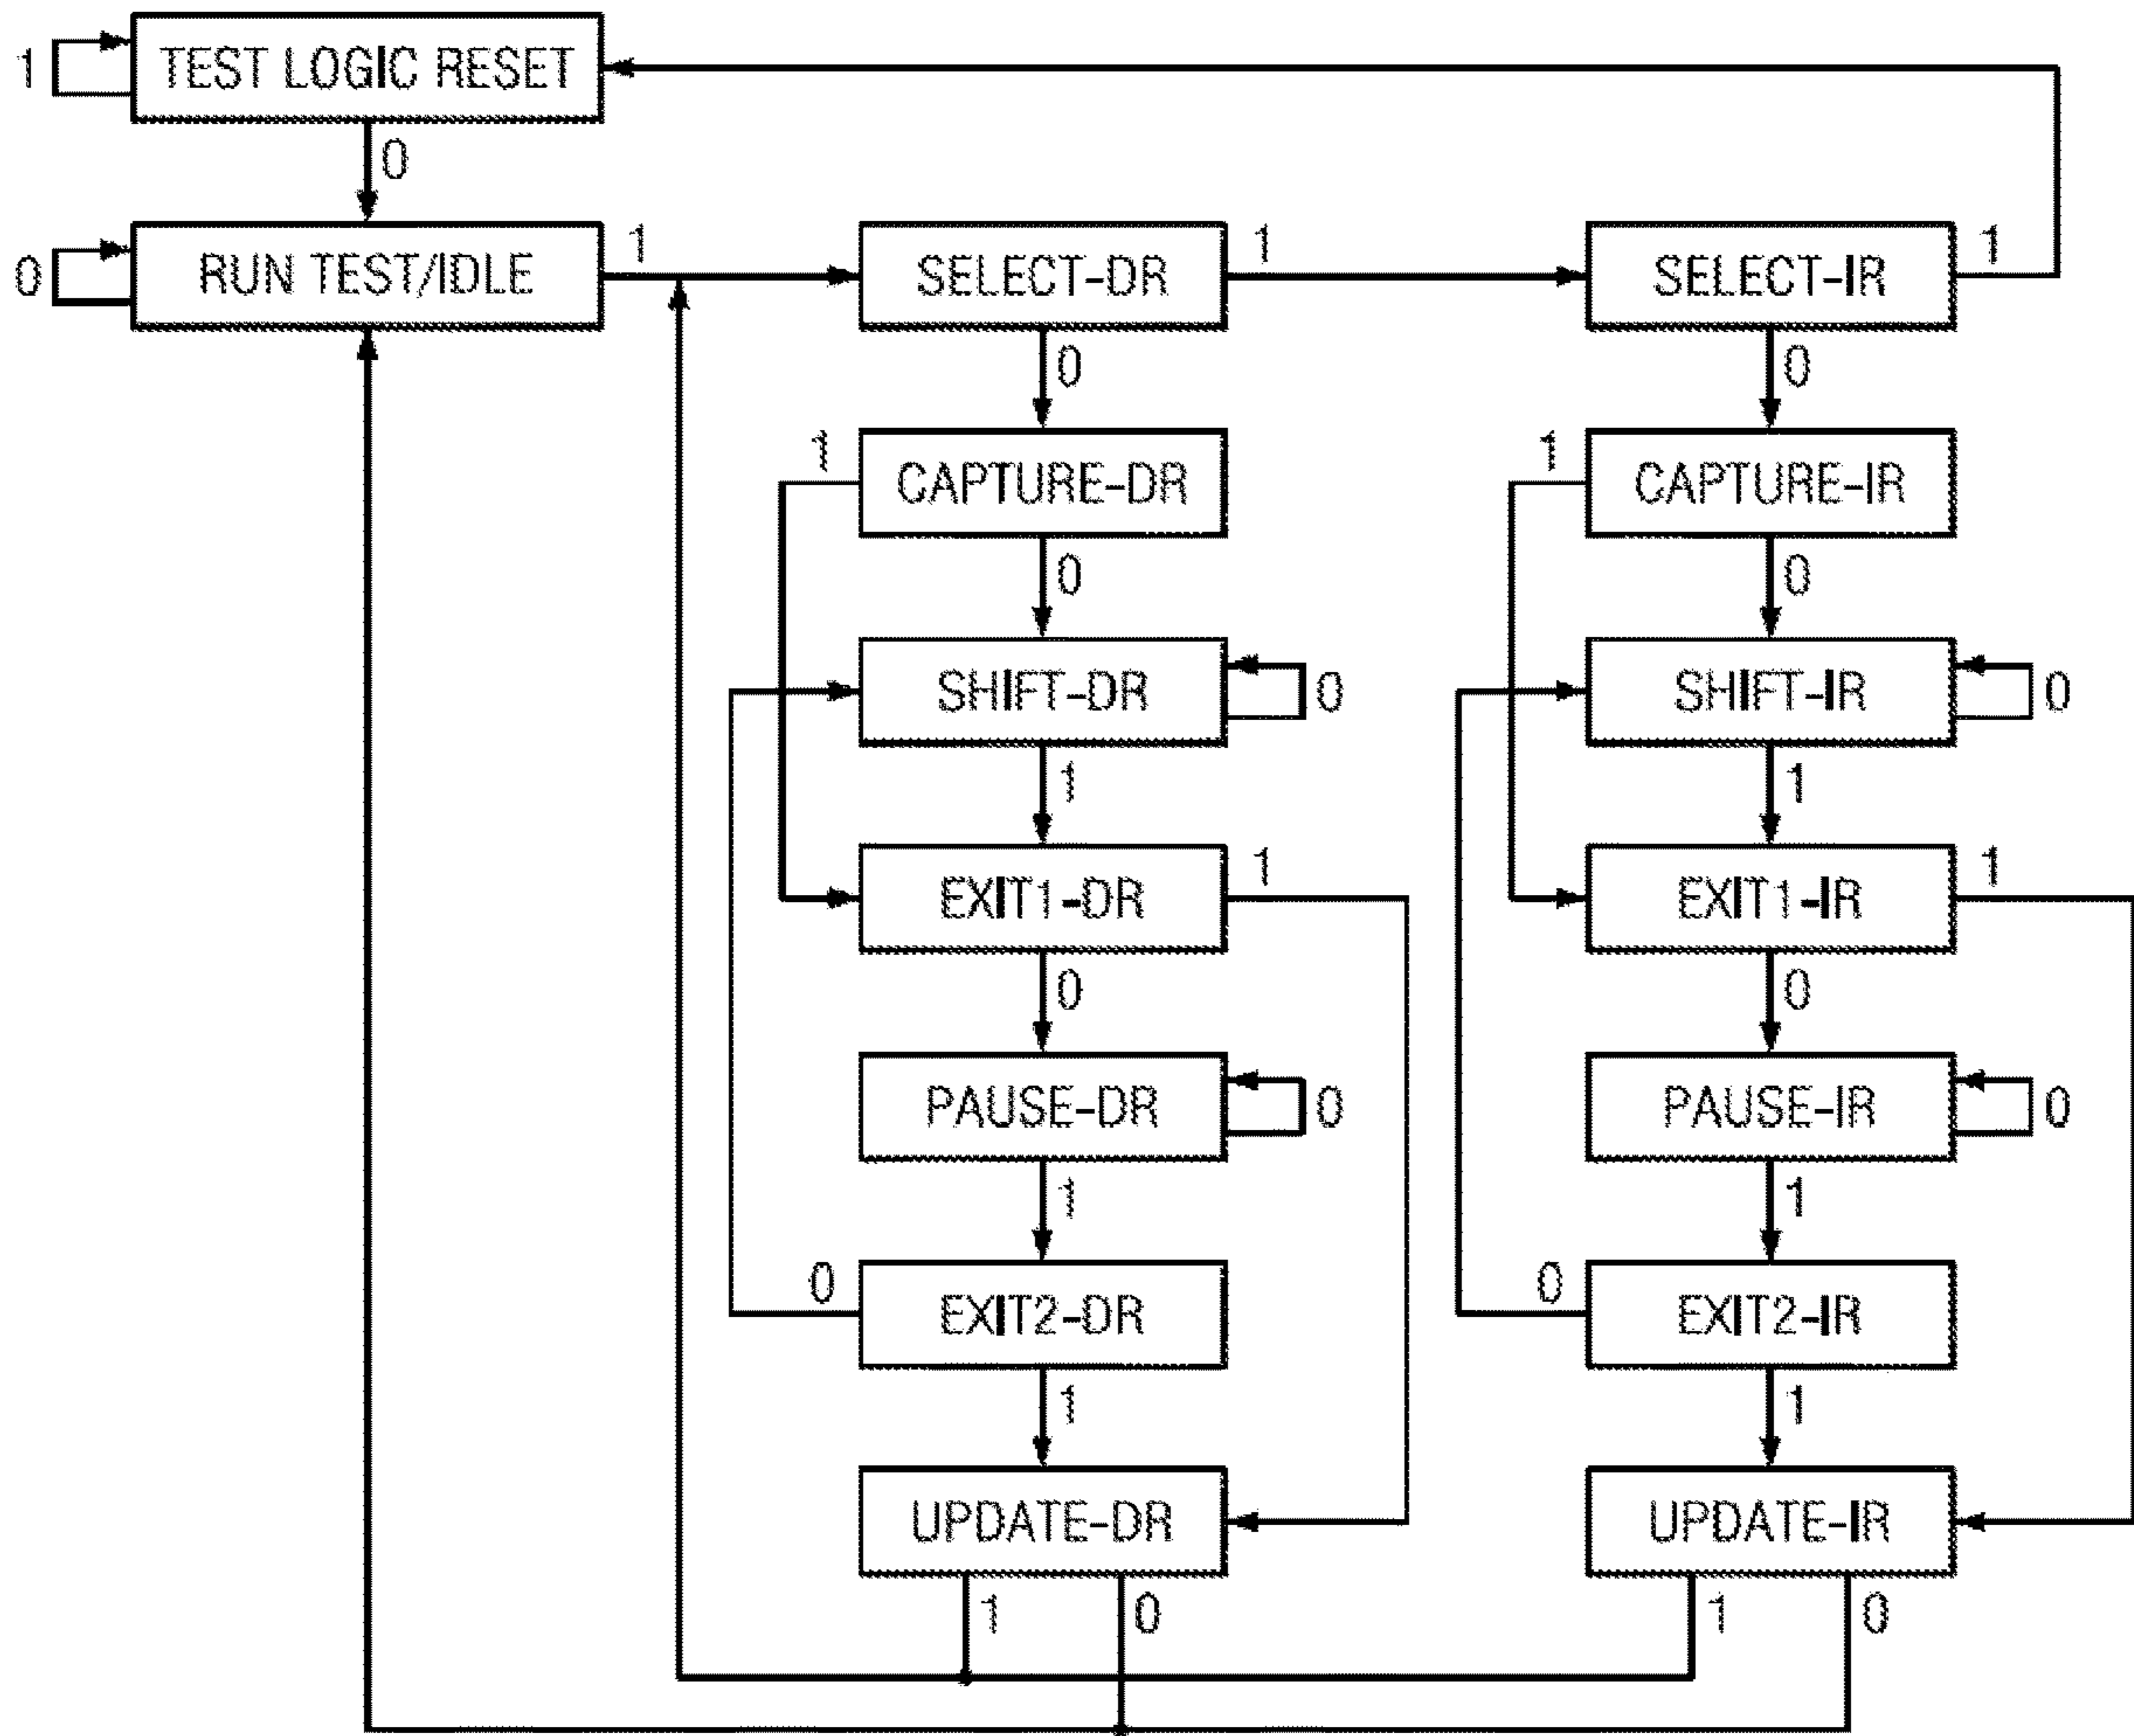 1 TEST LOGIC RESET
0
0 RUN TEST/IDLE 1 SELECT-DR 1 SELECT-IR 1
0 0
1 CAPTURE-DR 1 CAPTURE-IR
0 0
SHIFT-DR 0 SHIFT-IR 0
1 1
EXIT1-DR 1 EXIT1-IR 1
0 0
PAUSE-DR 0 PAUSE-IR 0
1 1
0 EXIT2-DR 0 EXIT2-IR
1 1
UPDATE-DR UPDATE-IR
1 0 1 0